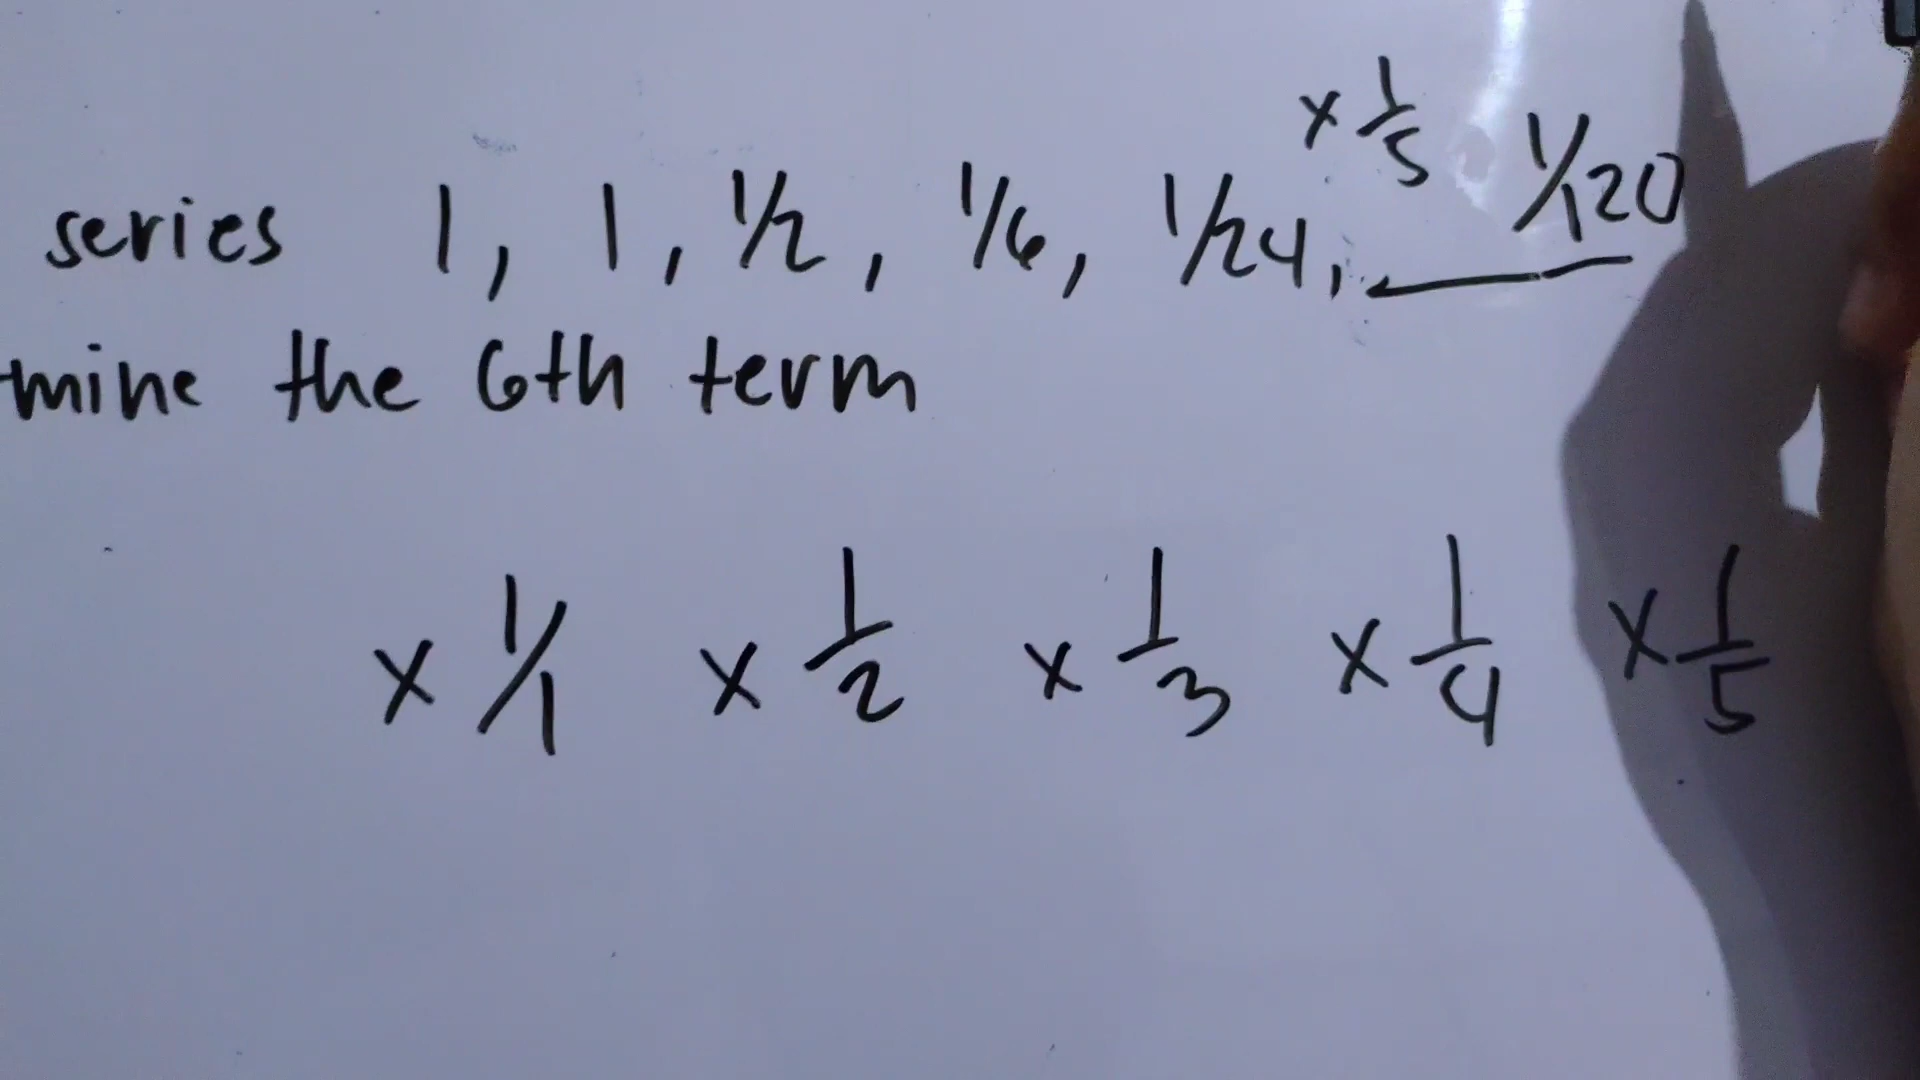 × 1/5
series 1, 1, 1/2, 1/6, 1/24, 1/120
mine the 6th term
× 1/1 × 1/2 × 1/3 × 1/4 × 1/5